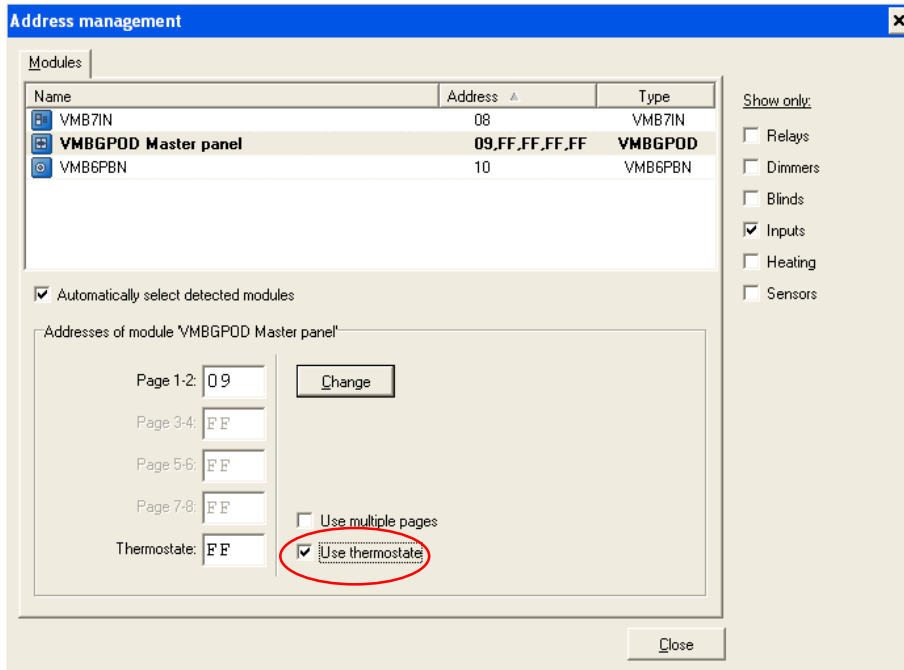 Address management
Modules
Name Address Type
VMB7IN 08 VMB7IN
VMBGPOD Master panel 09,FF,FF,FF,FF VMBGPOD
VMB6PBN 10 VMB6PBN
Show only:
Relays
Dimmers
Blinds
Inputs
Heating
Sensors
Automatically select detected modules
Addresses of module 'VMBGPOD Master panel'
Page 1-2: 09 Change
Page 3-4: FF
Page 5-6: FF
Page 7-8: FF
Use multiple pages
Thermostate: FF Use thermostate
Close